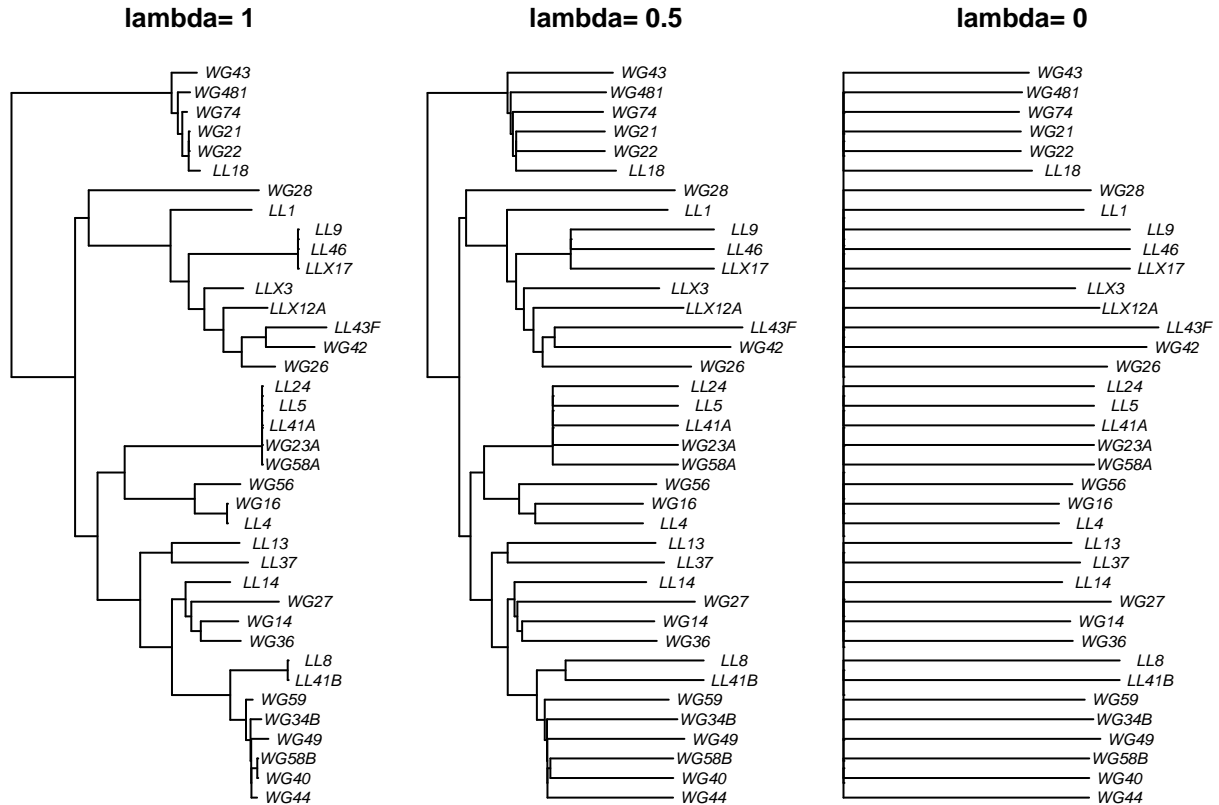 lambda= 1
lambda= 0.5
lambda= 0
WG43
WG481
WG74
WG21
WG22
LL18
WG28
LL1
LL9
LL46
LLX17
LLX3
LLX12A
LL43F
WG42
WG26
LL24
LL5
LL41A
WG23A
WG58A
WG56
WG16
LL4
LL13
LL37
LL14
WG27
WG14
WG36
LL8
LL41B
WG59
WG34B
WG49
WG58B
WG40
WG44
WG43
WG481
WG74
WG21
WG22
LL18
WG28
LL1
LL9
LL46
LLX17
LLX3
LLX12A
LL43F
WG42
WG26
LL24
LL5
LL41A
WG23A
WG58A
WG56
WG16
LL4
LL13
LL37
LL14
WG27
WG14
WG36
LL8
LL41B
WG59
WG34B
WG49
WG58B
WG40
WG44
WG43
WG481
WG74
WG21
WG22
LL18
WG28
LL1
LL9
LL46
LLX17
LLX3
LLX12A
LL43F
WG42
WG26
LL24
LL5
LL41A
WG23A
WG58A
WG56
WG16
LL4
LL13
LL37
LL14
WG27
WG14
WG36
LL8
LL41B
WG59
WG34B
WG49
WG58B
WG40
WG44